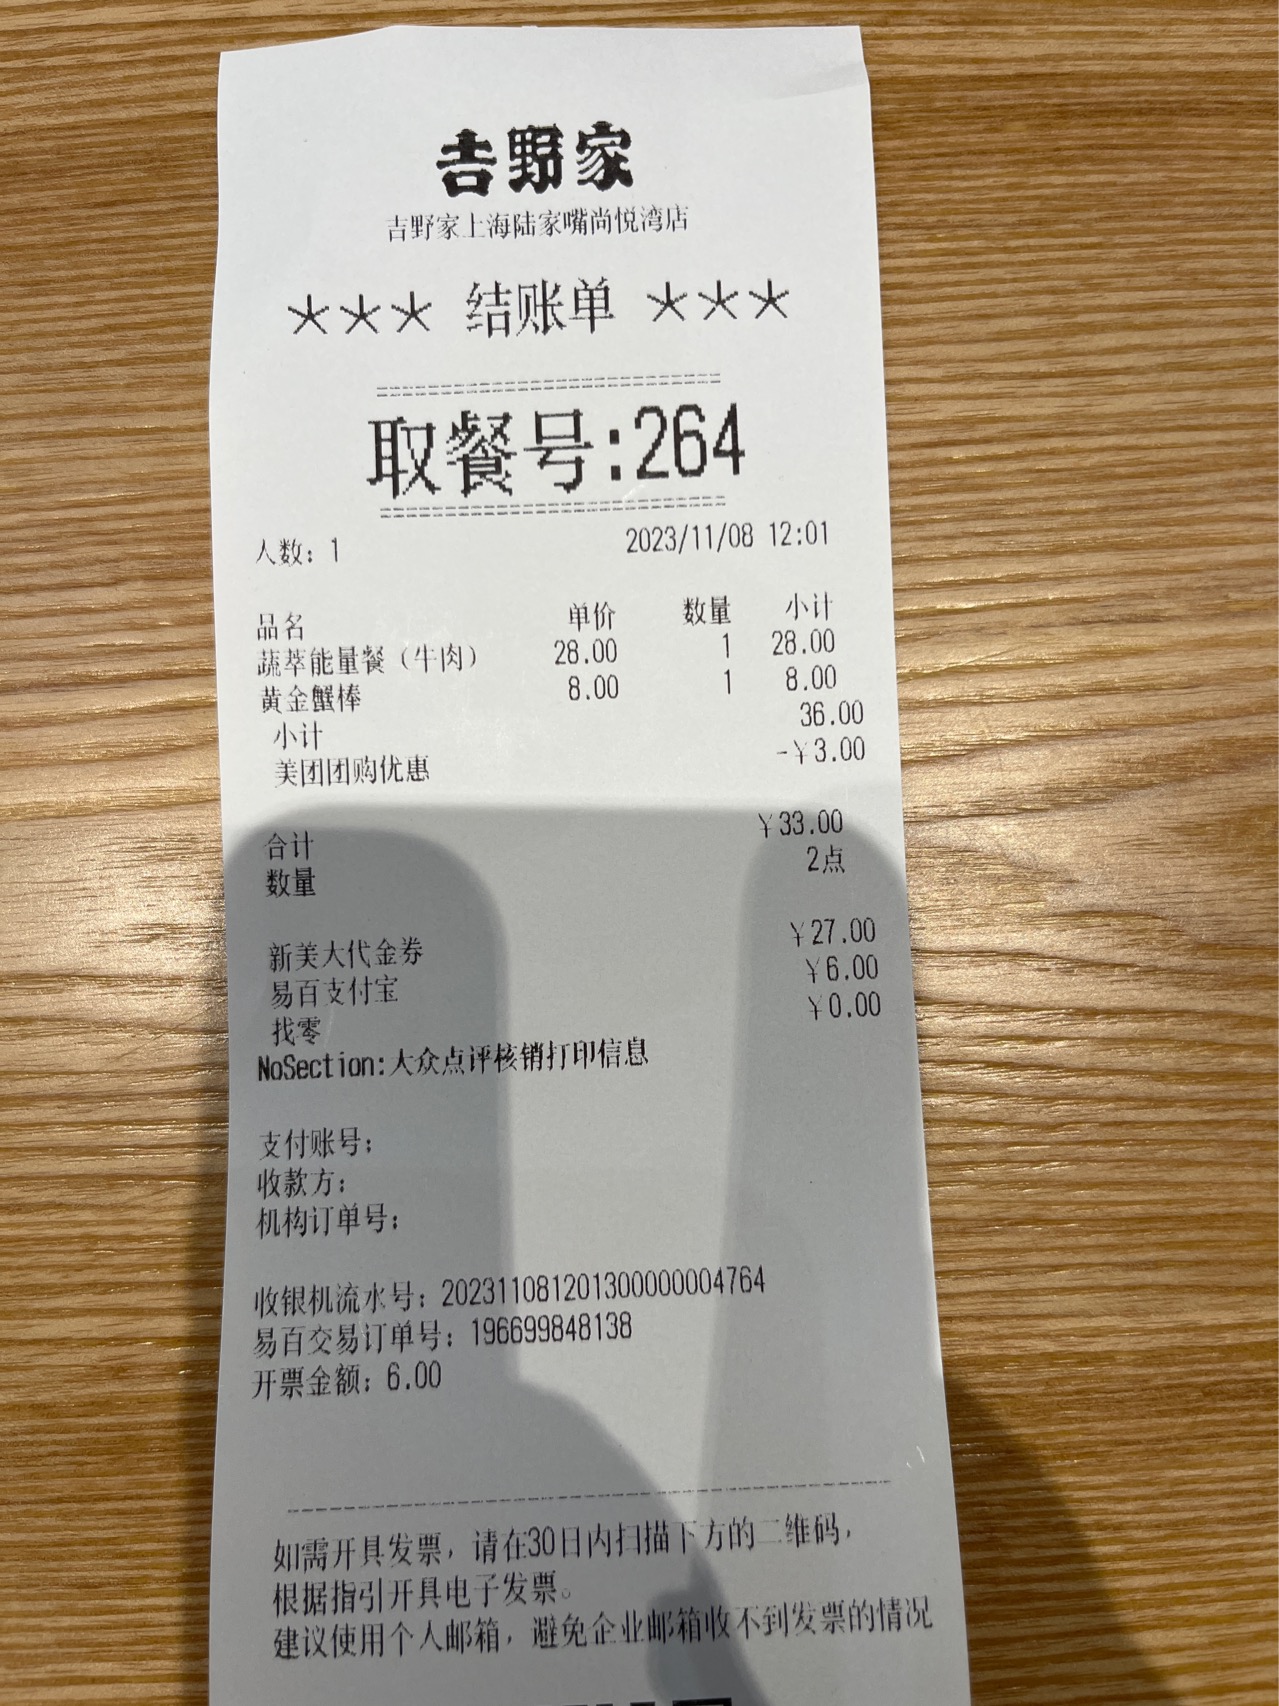 吉野家
吉野家上海陆家嘴尚悦湾店
*** 结账单 ***
取餐号:264
人数: 1 2023/11/08 12:01
品名 单价 数量 小计
蔬萃能量餐（牛肉） 28.00 1 28.00
黄金蟹棒 8.00 1 8.00
小计 36.00
美团团购优惠 -¥3.00
合计 ¥33.00
数量 2点
新美大代金券 ¥27.00
易百支付宝 ¥6.00
找零 ¥0.00
NoSection:大众点评核销打印信息
支付账号:
收款方:
机构订单号:
收银机流水号: 2023110812013000000004764
易百交易订单号: 196699848138
开票金额: 6.00
如需开具发票，请在30日内扫描下方的二维码，
根据指引开具电子发票。
建议使用个人邮箱，避免企业邮箱收不到发票的情况